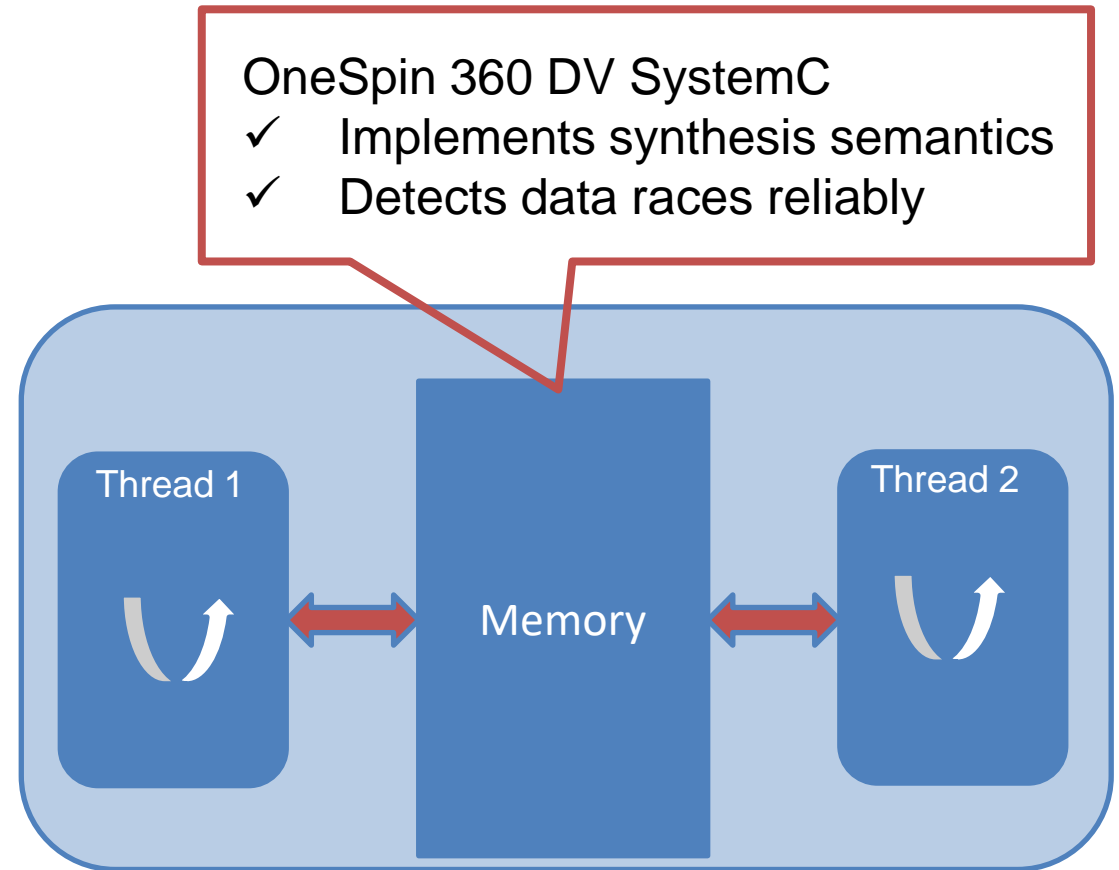 OneSpin 360 DV SystemC
✓ Implements synthesis semantics
✓ Detects data races reliably
Thread 1
Thread 2
Memory